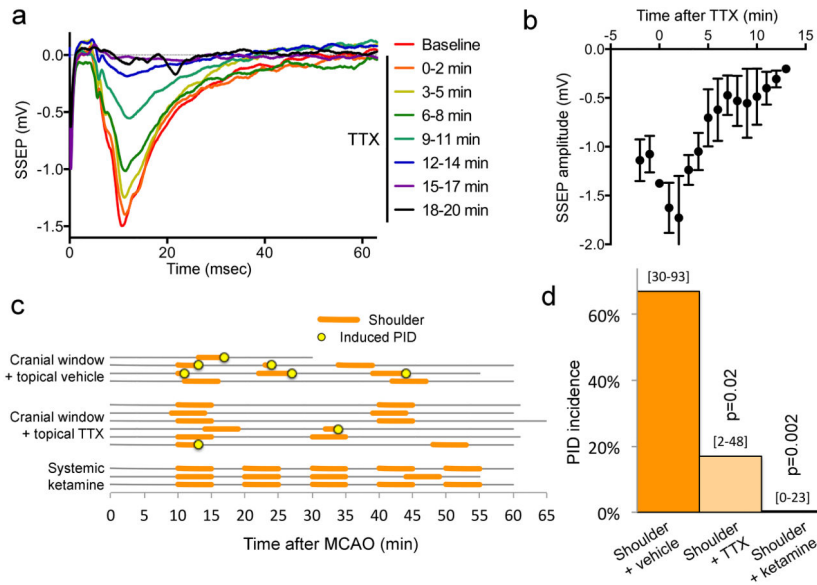 a
0.0
-0.5
-1.0
-1.5
SSEP (mV)
0
20
40
60
Time (msec)
TTX
Baseline
0-2 min
3-5 min
6-8 min
9-11 min
12-14 min
15-17 min
18-20 min
b
Time after TTX (min)
-5
0
5
10
15
0.0
-0.5
-1.0
-1.5
-2.0
SSEP amplitude (mV)
c
Shoulder
Induced PID
Cranial window
+ topical vehicle
Cranial window
+ topical TTX
Systemic
ketamine
0
5
10
15
20
25
30
35
40
45
50
55
60
65
Time after MCAO (min)
d
60%
40%
20%
0%
PID incidence
[30-93]
p=0.02
[2-48]
p=0.002
[0-23]
Shoulder
+ vehicle
Shoulder
+ TTX
Shoulder
+ ketamine